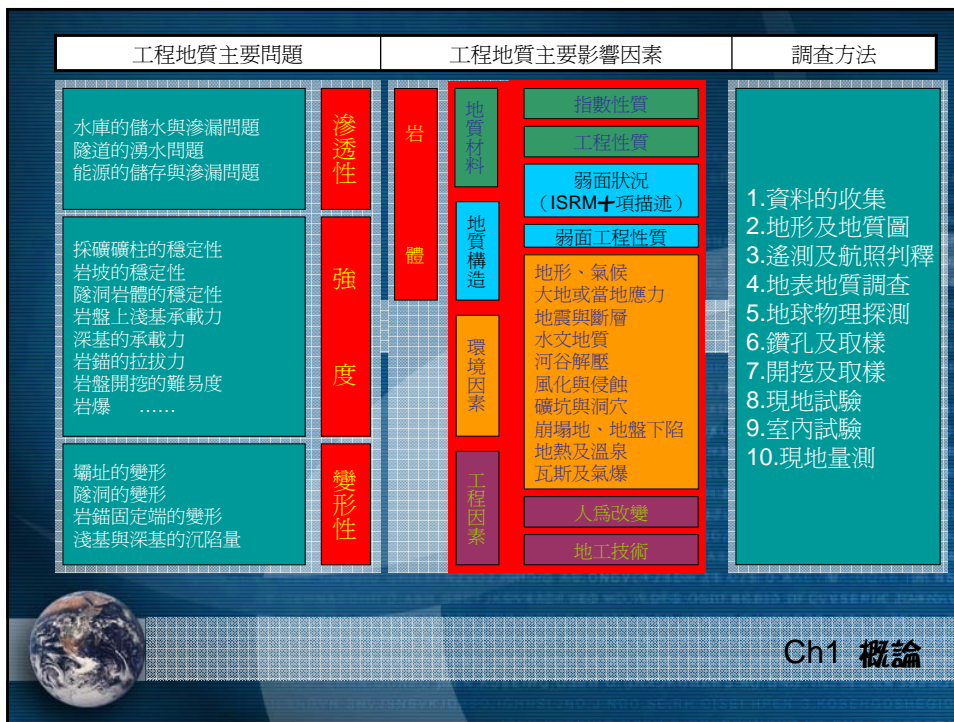 工程地質主要問題
工程地質主要影響因素
調查方法
水庫的儲水與滲漏問題
隧道的湧水問題
能源的儲存與滲漏問題
滲透性
採礦礦柱的穩定性
岩坡的穩定性
隧洞岩體的穩定性
岩盤上淺基承載力
深基的承載力
岩錨的拉拔力
岩盤開挖的難易度
岩爆 ……
強度
壩址的變形
隧洞的變形
岩錨固定端的變形
淺基與深基的沉陷量
變形性
岩體
地質材料
指數性質
工程性質
地質構造
弱面狀況
（ISRM十項描述）
弱面工程性質
環境因素
地形、氣候
大地或當地應力
地震與斷層
水文地質
河谷解壓
風化與侵蝕
礦坑與洞穴
崩塌地、地盤下陷
地熱及溫泉
瓦斯及氣爆
工程因素
人為改變
地工技術
1.資料的收集
2.地形及地質圖
3.遙測及航照判釋
4.地表地質調查
5.地球物理探測
6.鑽孔及取樣
7.開挖及取樣
8.現地試驗
9.室內試驗
10.現地量測
Ch1 概論